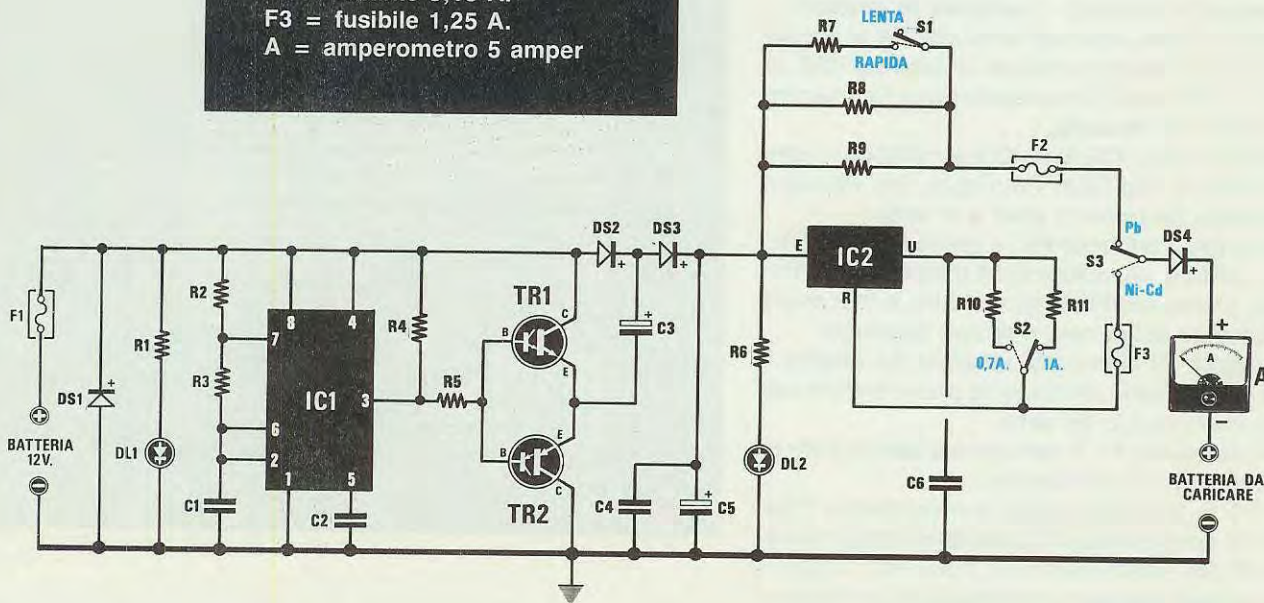 F3 = fusibile 1,25 A.
A = amperometro 5 amper
R7
LENTA
S1
RAPIDA
R8
R9
F2
DS2
DS3
E
IC2
U
R
Pb
S3
DS4
Ni-Cd
F1
R2
8
4
R4
TR1
C
B
E
C3
R1
7
R3
IC1
3
R5
R6
R10
R11
S2
0,7A.
1A.
F3
+
A
A
-
DS1
BATTERIA
12V.
DL1
6
2
1
5
E
B
C
TR2
C1
C2
C4
C5
DL2
C6
BATTERIA DA
CARICARE